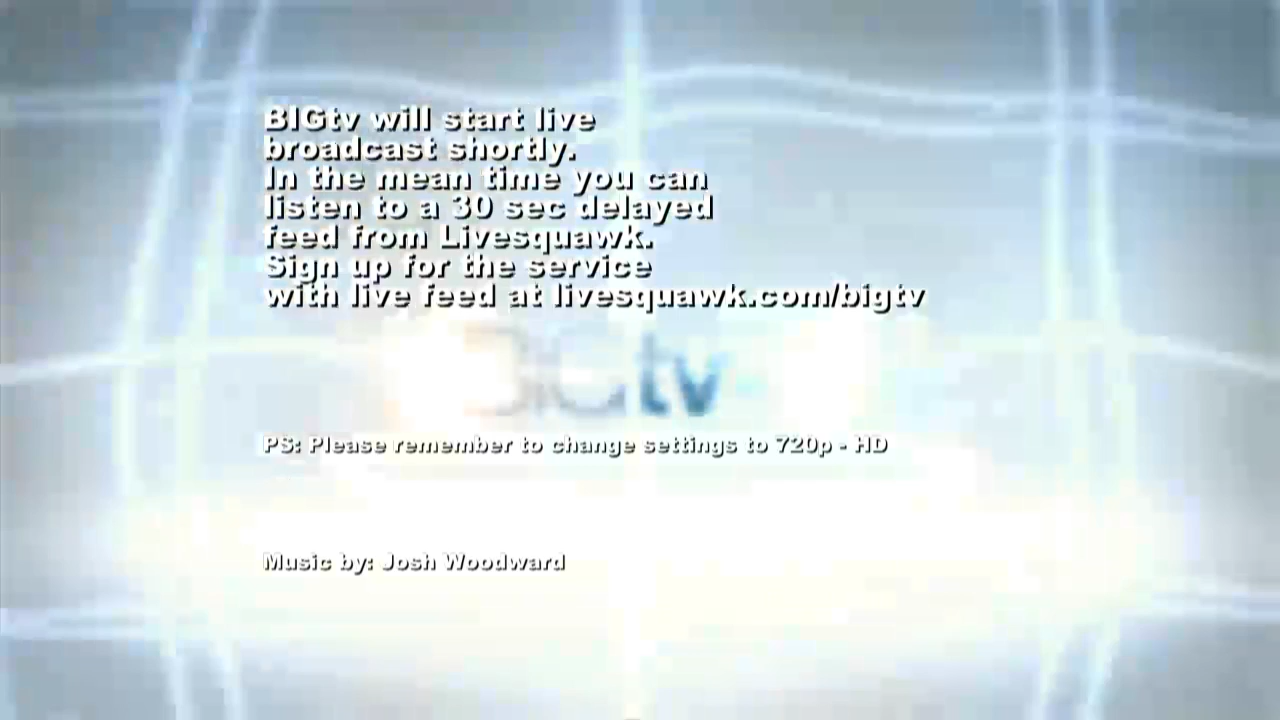 BIGtv will start live
broadcast shortly.
In the mean time you can
listen to a 30 sec delayed
feed from Livesquawk.
Sign up for the service
with live feed at livesquawk.com/bigtv
BIGtv
PS: Please remember to change settings to 720p - HD
Music by: Josh Woodward